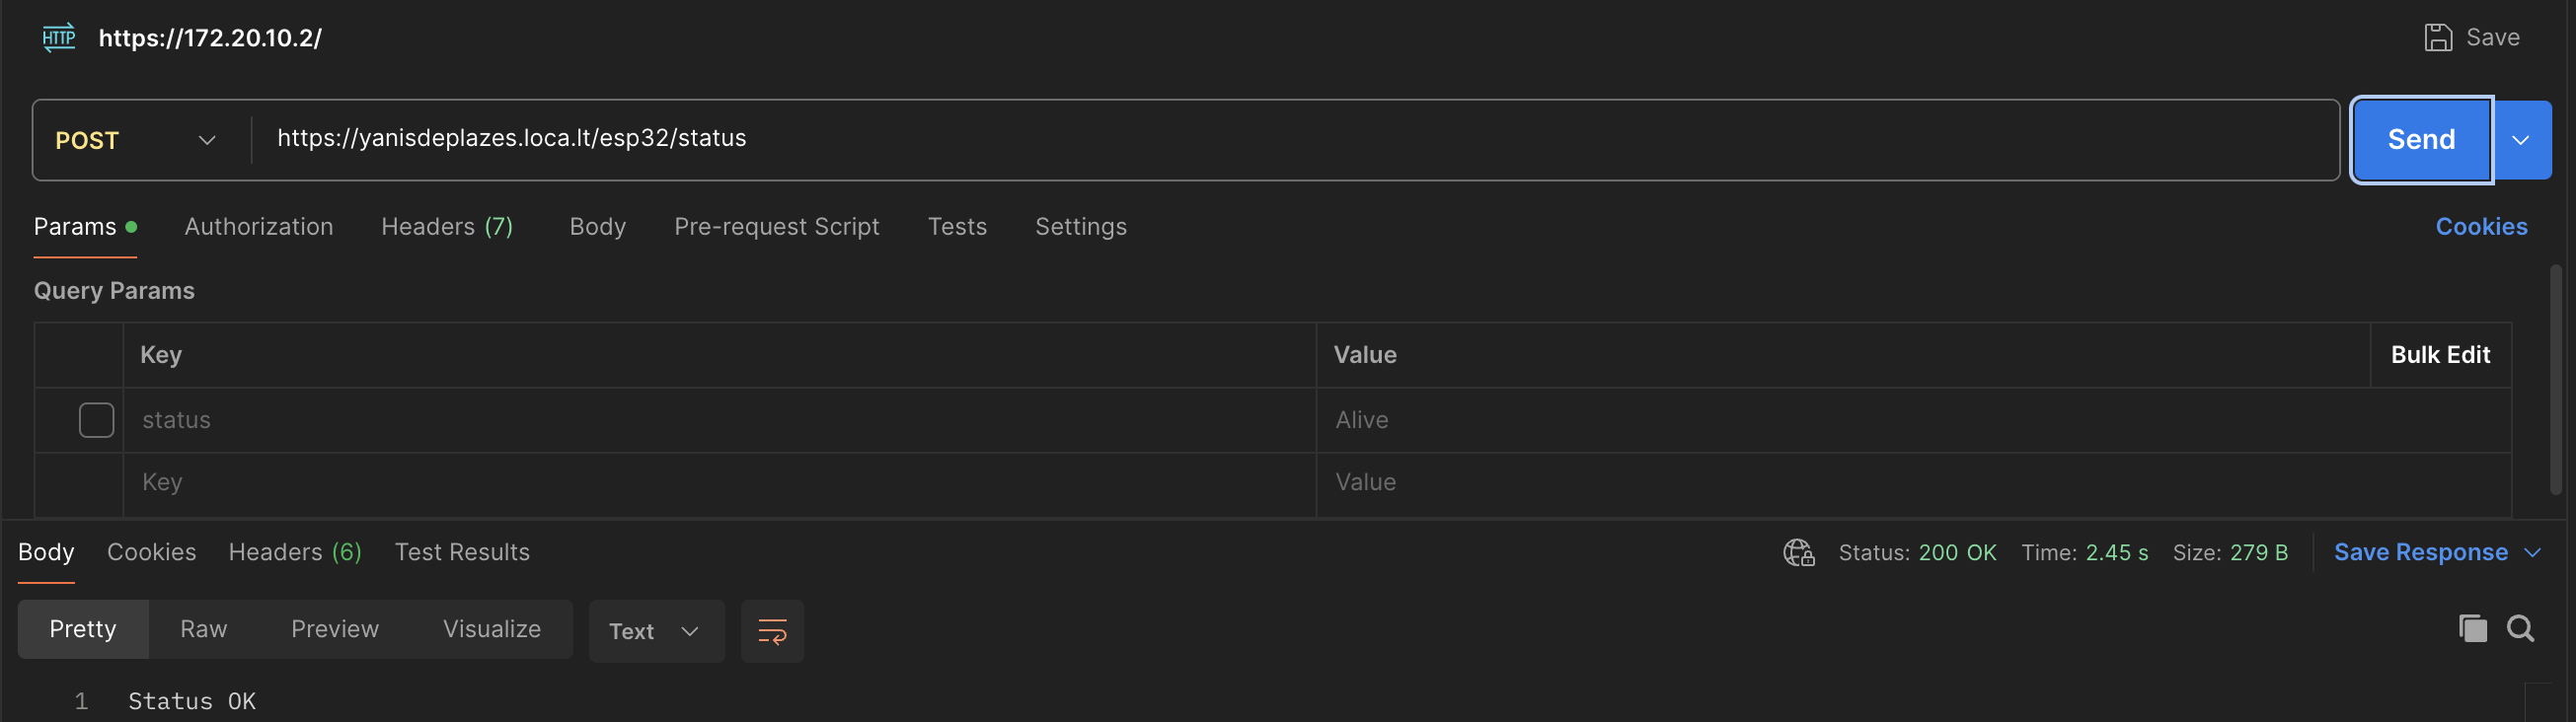 HTTP https://172.20.10.2/ Save
POST https://yanisdeplazes.loca.lt/esp32/status Send
Params Authorization Headers (7) Body Pre-request Script Tests Settings Cookies
Query Params
Key Value Bulk Edit
status Alive
Key Value
Body Cookies Headers (6) Test Results Status: 200 OK Time: 2.45 s Size: 279 B Save Response
Pretty Raw Preview Visualize Text
1 Status OK